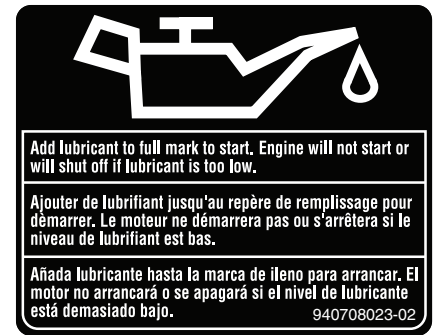 Add lubricant to full mark to start. Engine will not start or
will shut off if lubricant is too low.
Ajouter de lubrifiant jusqu'au repère de remplissage pour
dèmarrer. Le moteur ne démarrera pas ou s'arrêtera si le
niveau de lubrifiant est bas.
Añada lubricante hasta la marca de ileno para arrancar. El
motor no arrancará o se apagará si el nivel de lubricante
está demasiado bajo.
940708023-02